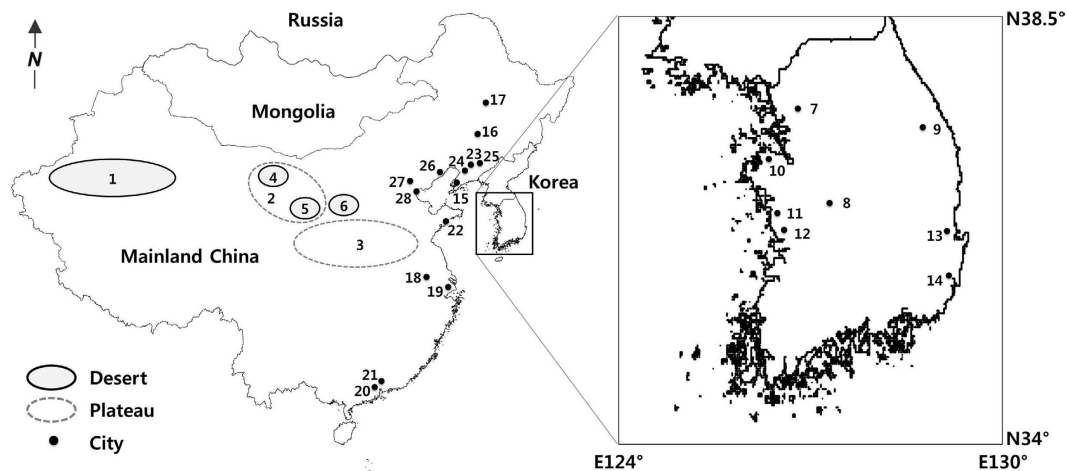 Russia
N38.5°
N
Mongolia
17
7
16
9
23
25
24
26
10
1
4
27
Korea
2
28
15
5
6
8
11
22
12
13
3
Mainland China
14
18
19
21
20
Desert
Plateau
City
N34°
E124°
E130°